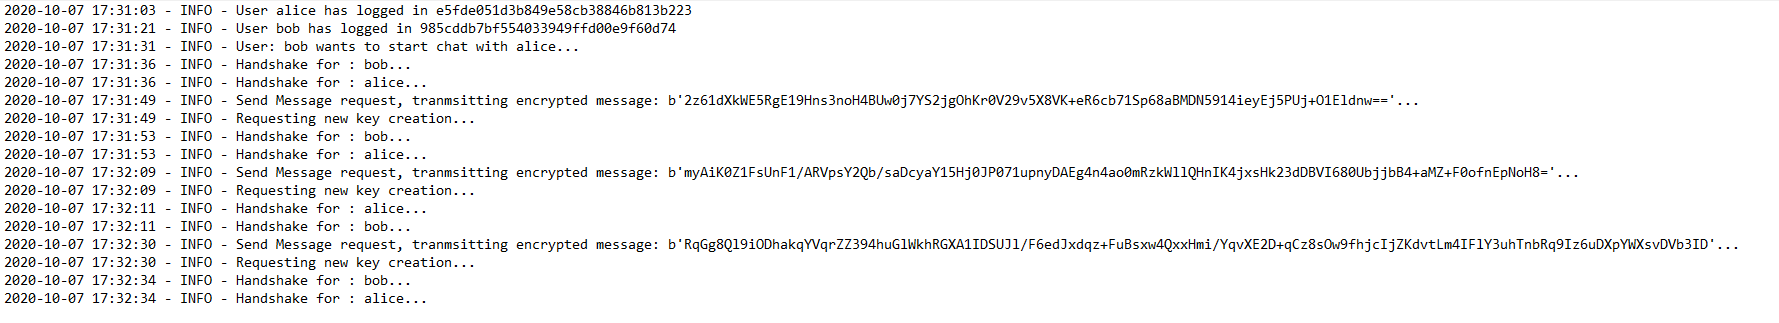 2020-10-07 17:31:03 - INFO - User alice has logged in e5fde051d3b849e58cb38846b813b223
2020-10-07 17:31:21 - INFO - User bob has logged in 985cddb7bf554033949ffd00e9f60d74
2020-10-07 17:31:31 - INFO - User: bob wants to start chat with alice...
2020-10-07 17:31:36 - INFO - Handshake for : bob...
2020-10-07 17:31:36 - INFO - Handshake for : alice...
2020-10-07 17:31:49 - INFO - Send Message request, tranmsitting encrypted message: b'2z61dXkWE5RgE19Hns3noH4BUw0j7YS2jgOhKr0V29v5X8VK+eR6cb71Sp68aBMDN5914ieyEj5PUj+O1Eldnw=='...
2020-10-07 17:31:49 - INFO - Requesting new key creation...
2020-10-07 17:31:53 - INFO - Handshake for : bob...
2020-10-07 17:31:53 - INFO - Handshake for : alice...
2020-10-07 17:32:09 - INFO - Send Message request, tranmsitting encrypted message: b'myAiK0Z1FsUnF1/ARVpsY2Qb/saDcyaY15Hj0JP071upnyDAEg4n4ao0mRzkWllQHnIK4jxsHk23dDBVI680UbjjbB4+aMZ+F0ofnEpNoH8='...
2020-10-07 17:32:09 - INFO - Requesting new key creation...
2020-10-07 17:32:11 - INFO - Handshake for : alice...
2020-10-07 17:32:11 - INFO - Handshake for : bob...
2020-10-07 17:32:30 - INFO - Send Message request, tranmsitting encrypted message: b'RqGg8Ql9iODhakqYVqrZZ394huGlWkhRGXA1IDSUJl/F6edJxdqz+FuBsxw4QxxHmi/YqvXE2D+qCz8sOw9fhjcIjZKdvtLm4IFlY3uhTnbRq9Iz6uDXpYWXsvDVb3ID'...
2020-10-07 17:32:30 - INFO - Requesting new key creation...
2020-10-07 17:32:34 - INFO - Handshake for : bob...
2020-10-07 17:32:34 - INFO - Handshake for : alice...